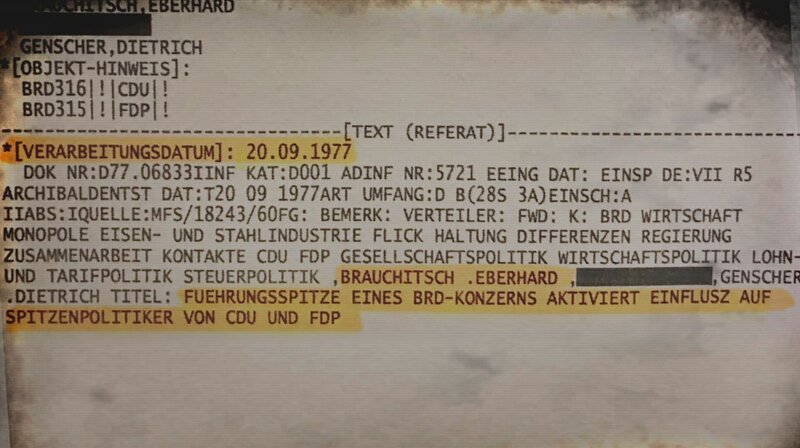 BRAUCHITSCH,EBERHARD
GENSCHER,DIETRICH
*[OBJEKT-HINWEIS]:
BRD316|!|CDU|!
BRD315|!|FDP|!
--------------------------------[TEXT (REFERAT)]---------------------------
*[VERARBEITUNGSDATUM]: 20.09.1977
DOK NR:D77.06833IINF KAT:D001 ADINF NR:5721 EEING DAT: EINSP DE:VII R5
ARCHIBALDENTST DAT:T20 09 1977ART UMFANG:D B(28S 3A)EINSCH:A
IIABS:IQUELLE:MFS/18243/60FG: BEMERK: VERTEILER: FWD: K: BRD WIRTSCHAFT
MONOPOLE EISEN- UND STAHLINDUSTRIE FLICK HALTUNG DIFFERENZEN REGIERUNG
ZUSAMMENARBEIT KONTAKTE CDU FDP GESELLSCHAFTSPOLITIK WIRTSCHAFTSPOLITIK LOHN-
UND TARIFPOLITIK STEUERPOLITIK ,BRAUCHITSCH .EBERHARD , ,GENSCHER
.DIETRICH TITEL: FUEHRUNGSSPITZE EINES BRD-KONZERNS AKTIVIERT EINFLUSZ AUF
SPITZENPOLITIKER VON CDU UND FDP